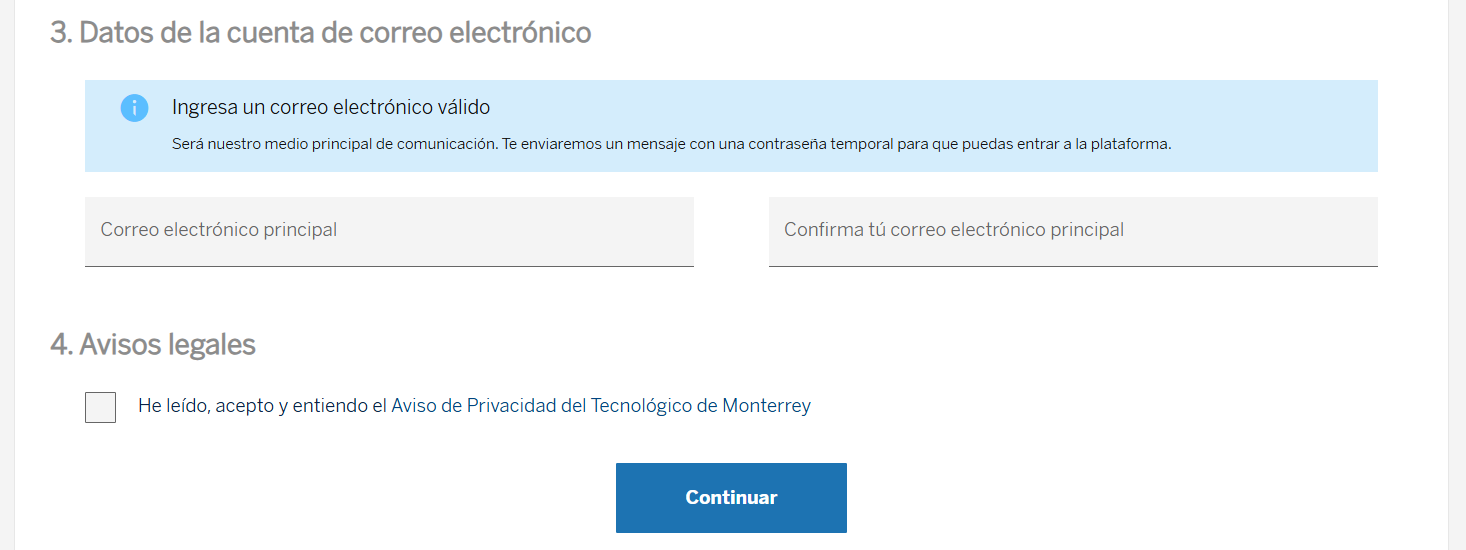 3. Datos de la cuenta de correo electrónico
Ingresa un correo electrónico válido
Será nuestro medio principal de comunicación. Te enviaremos un mensaje con una contraseña temporal para que puedas entrar a la plataforma.
Correo electrónico principal
Confirma tú correo electrónico principal
4. Avisos legales
He leído, acepto y entiendo el Aviso de Privacidad del Tecnológico de Monterrey
Continuar